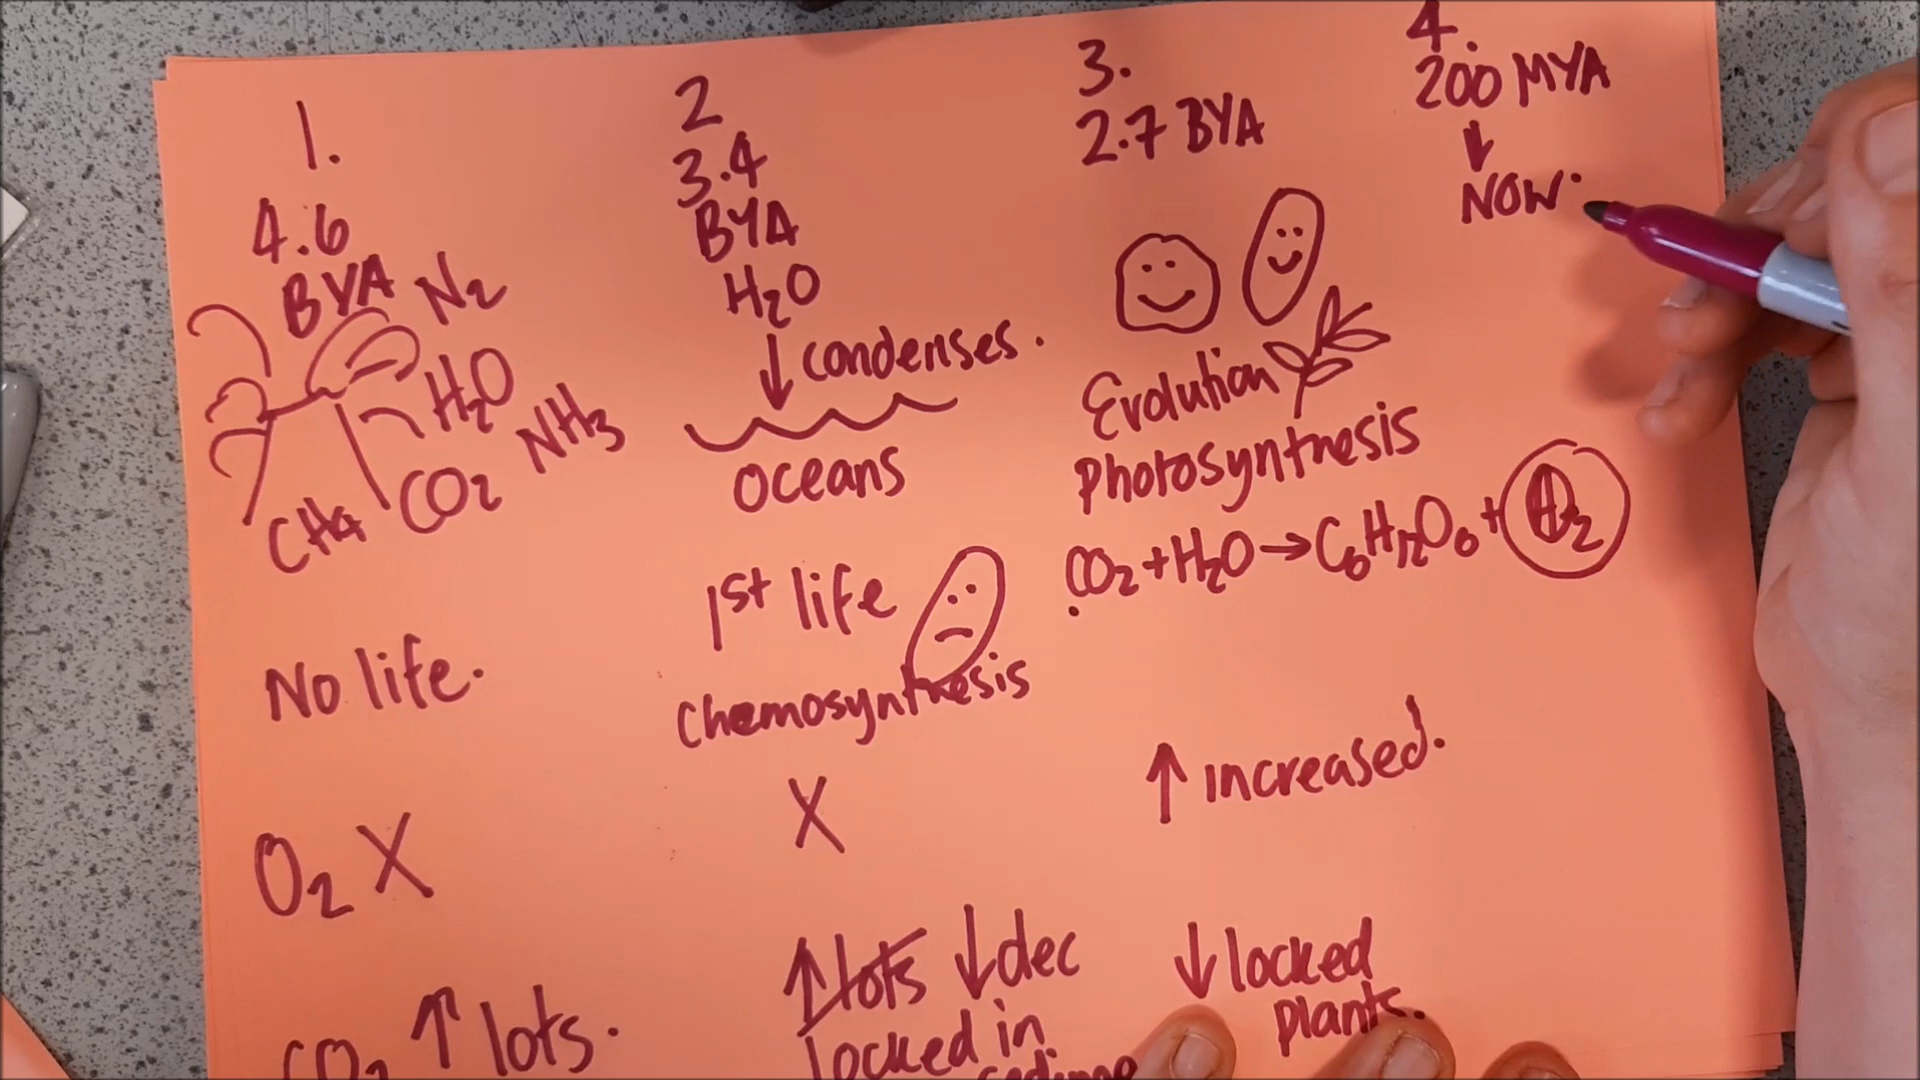 1.
4.6
BYA
N2
H2O
NH3
CO2
CH4
No life.
O2 X
CO2 ↑ lots.
2
3.4
BYA
H2O
↓ condenses.
oceans
1st life
chemosynthesis
X
↑ lots ↓ dec
locked in
3.
2.7 BYA
Evolution
Photosynthesis
CO2 + H2O → C6H12O6 + O2
↑ increased.
↓ locked
plants.
4.
200 MYA
↓
NOW.